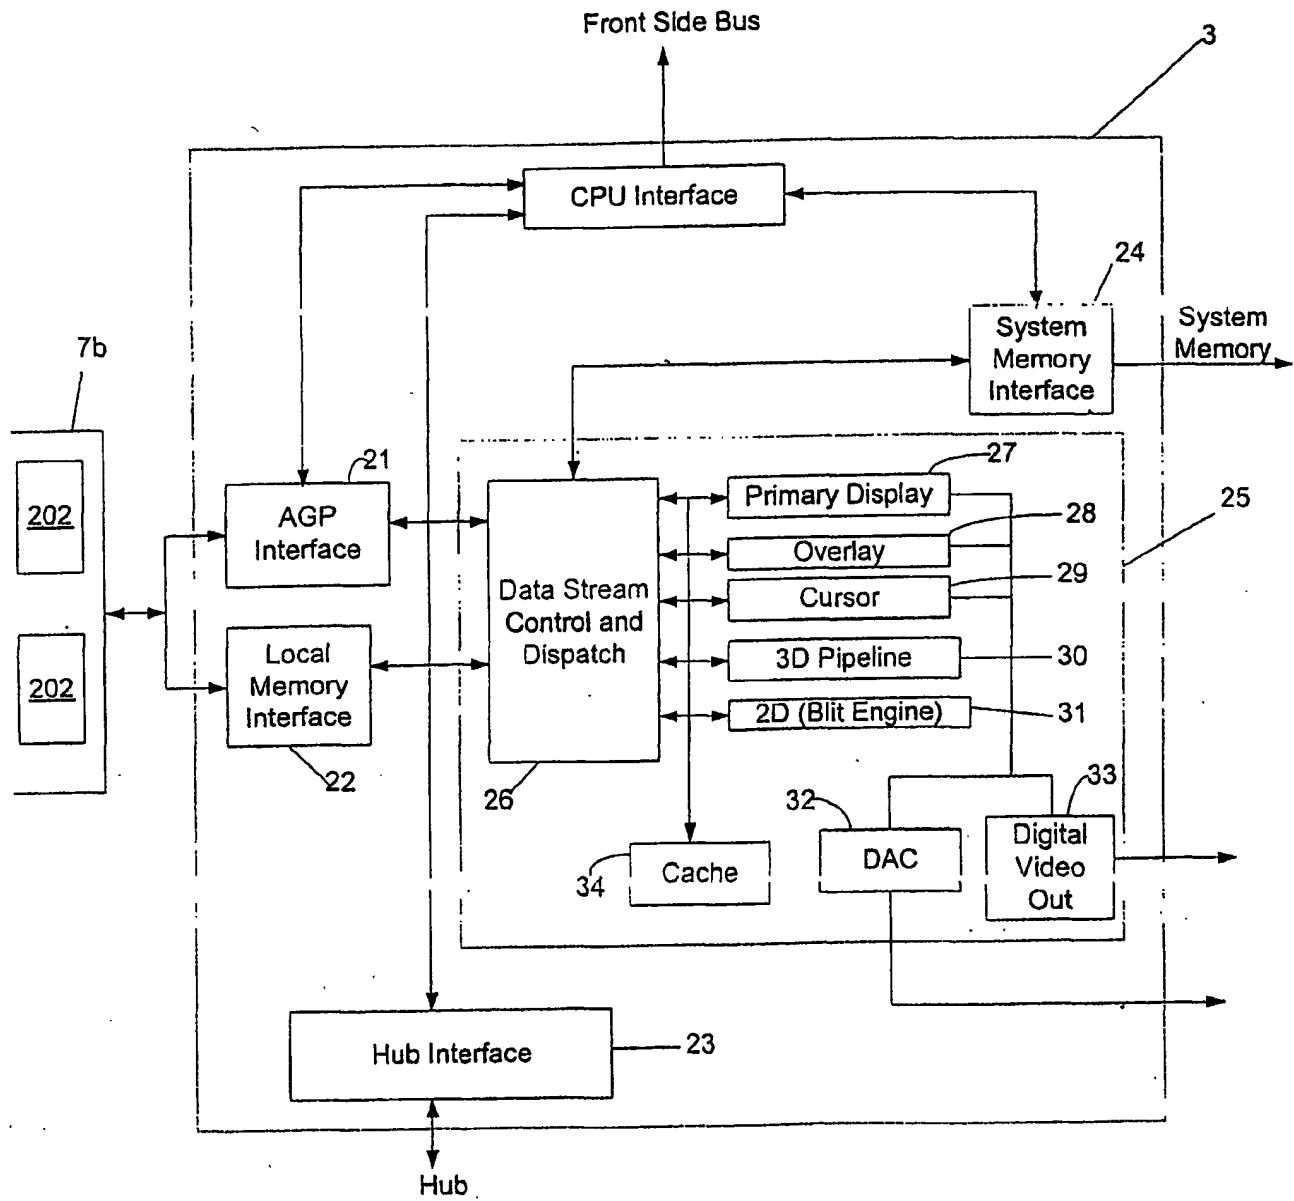 Front Side Bus
3
CPU Interface
24
System
Memory
Interface
System
Memory
7b
202
202
21
AGP
Interface
Local
Memory
Interface
22
Data Stream
Control and
Dispatch
26
27
Primary Display
28
Overlay
29
Cursor
3D Pipeline
30
2D (Blit Engine)
31
25
32
DAC
33
Digital
Video
Out
34
Cache
Hub Interface
23
Hub